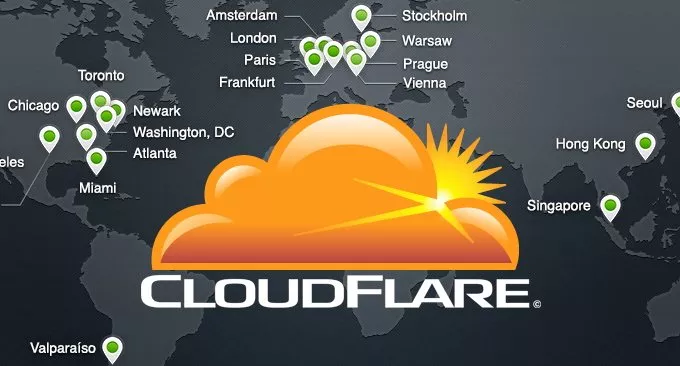 Amsterdam
Stockholm
London
Warsaw
Paris
Prague
Frankfurt
Vienna
Toronto
Chicago
Newark
Seoul
Washington, DC
Hong Kong
eles
Atlanta
Miami
Singapore
CLOUDFLARE©
Valparaíso